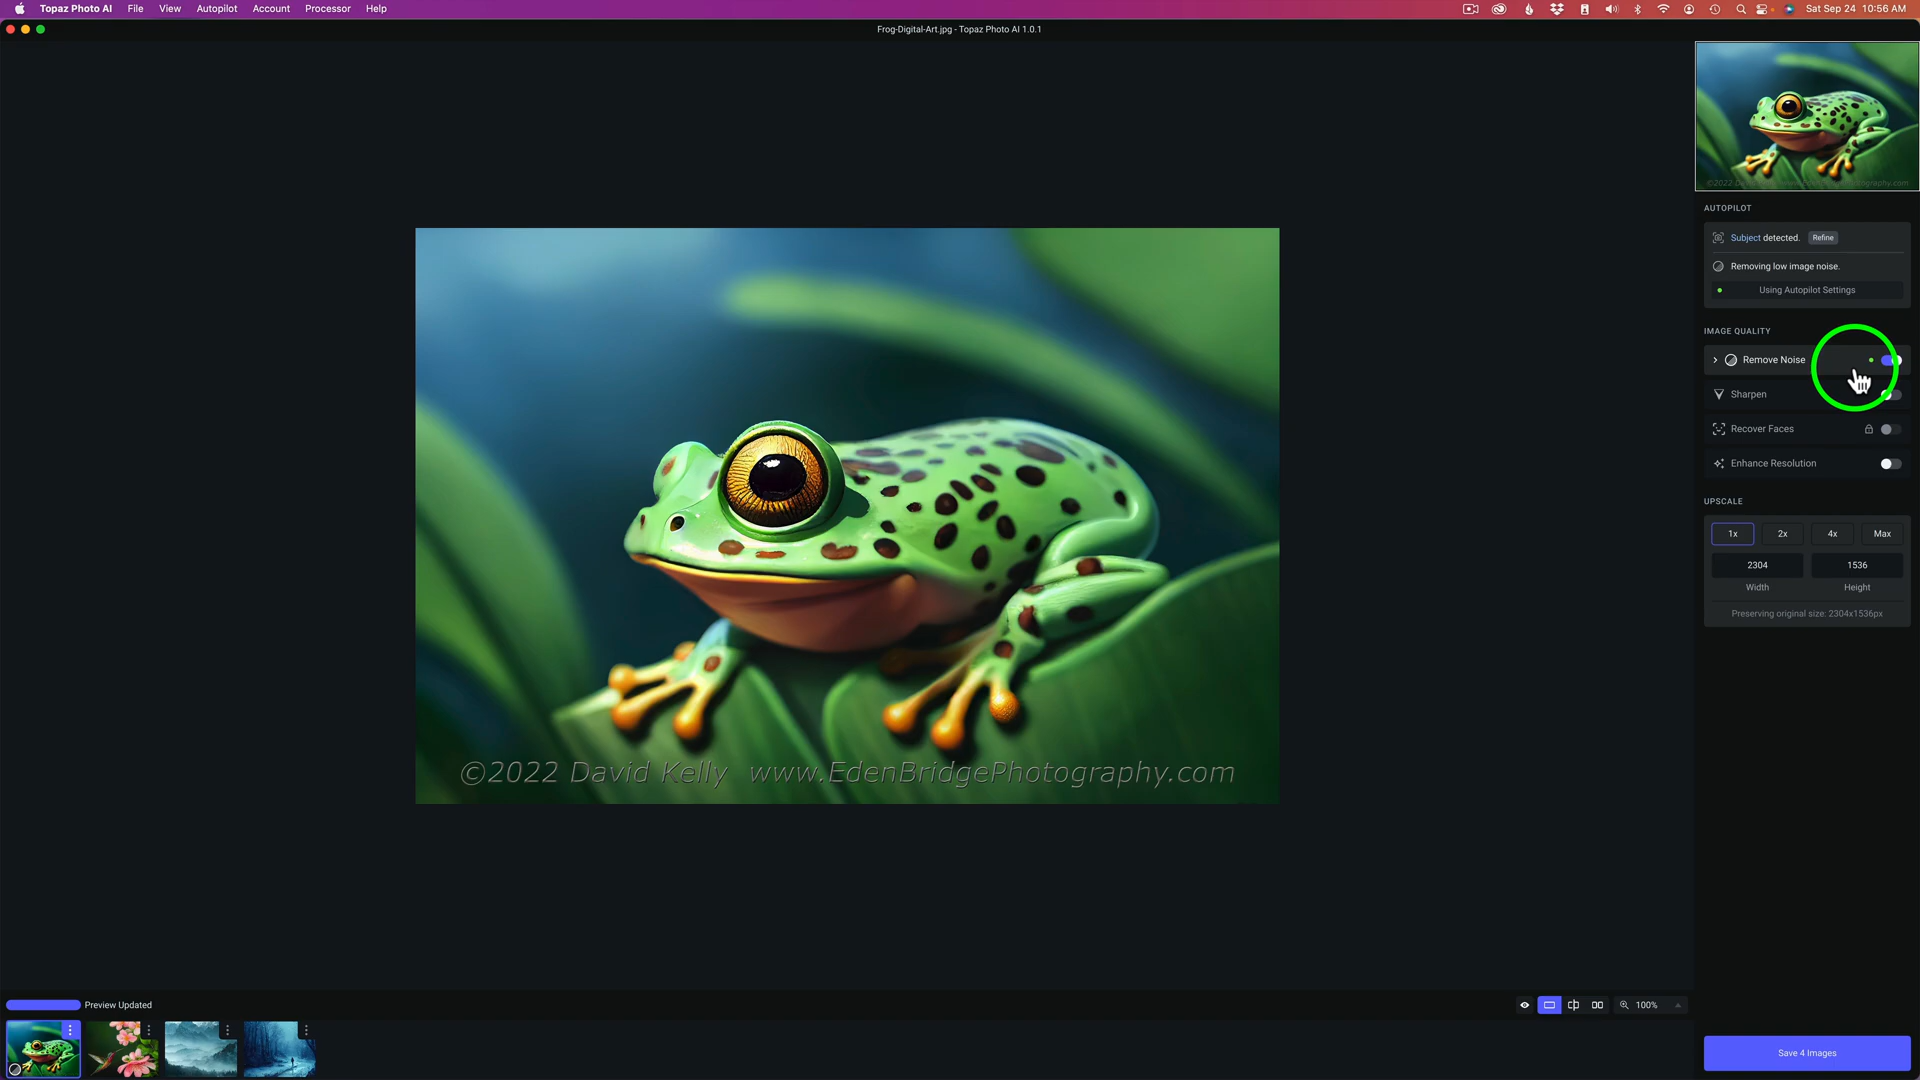 Topaz Photo AI File View Autopilot Account Processor Help Sat Sep 24 10:56 AM
Frog-Digital-Art.jpg - Topaz Photo AI 1.0.1
AUTOPILOT
Subject detected. Refine
Removing low image noise.
Using Autopilot Settings
IMAGE QUALITY
Remove Noise
Sharpen
Recover Faces
Enhance Resolution
UPSCALE
1x 2x 4x Max
2304 1536
Width Height
Preserving original size: 2304x1536px
©2022 David Kelly www.EdenBridgePhotography.com
Preview Updated
100%
Save 4 Images